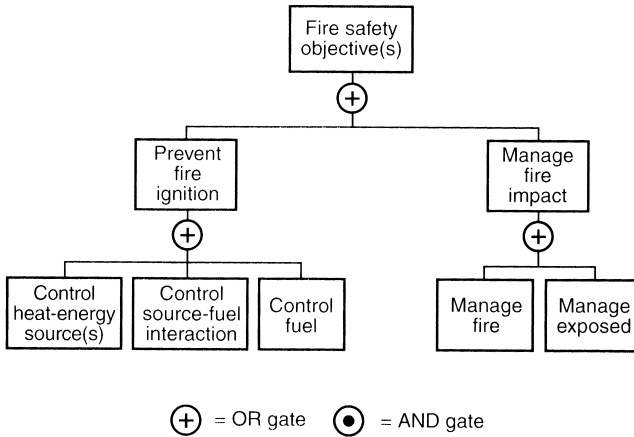 Fire safety
objective(s)
Prevent
fire
ignition
Manage
fire
impact
Control
heat-energy
source(s)
Control
source-fuel
interaction
Control
fuel
Manage
fire
Manage
exposed
= OR gate
= AND gate